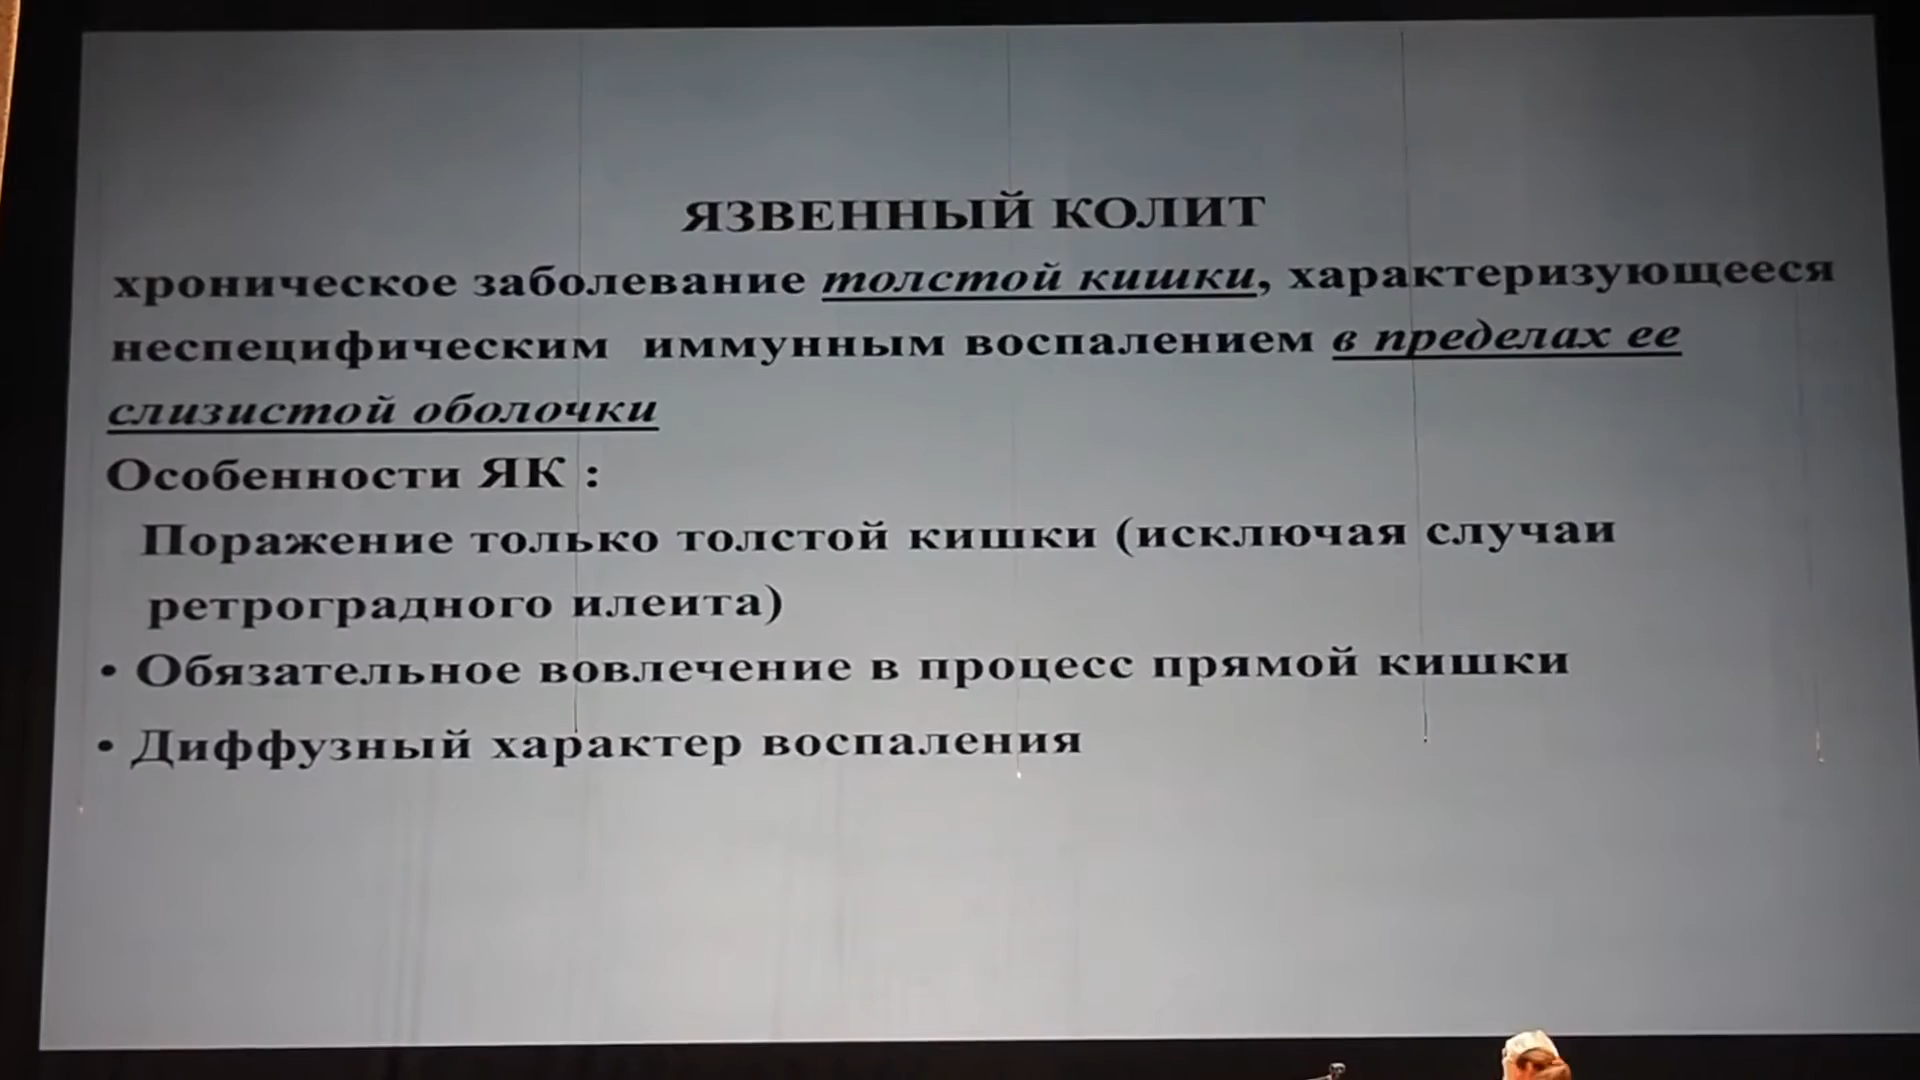 ЯЗВЕННЫЙ КОЛИТ
хроническое заболевание толстой кишки, характеризующееся
неспецифическим иммунным воспалением в пределах ее
слизистой оболочки
Особенности ЯК :
Поражение только толстой кишки (исключая случаи
ретроградного илеита)
• Обязательное вовлечение в процесс прямой кишки
• Диффузный характер воспаления